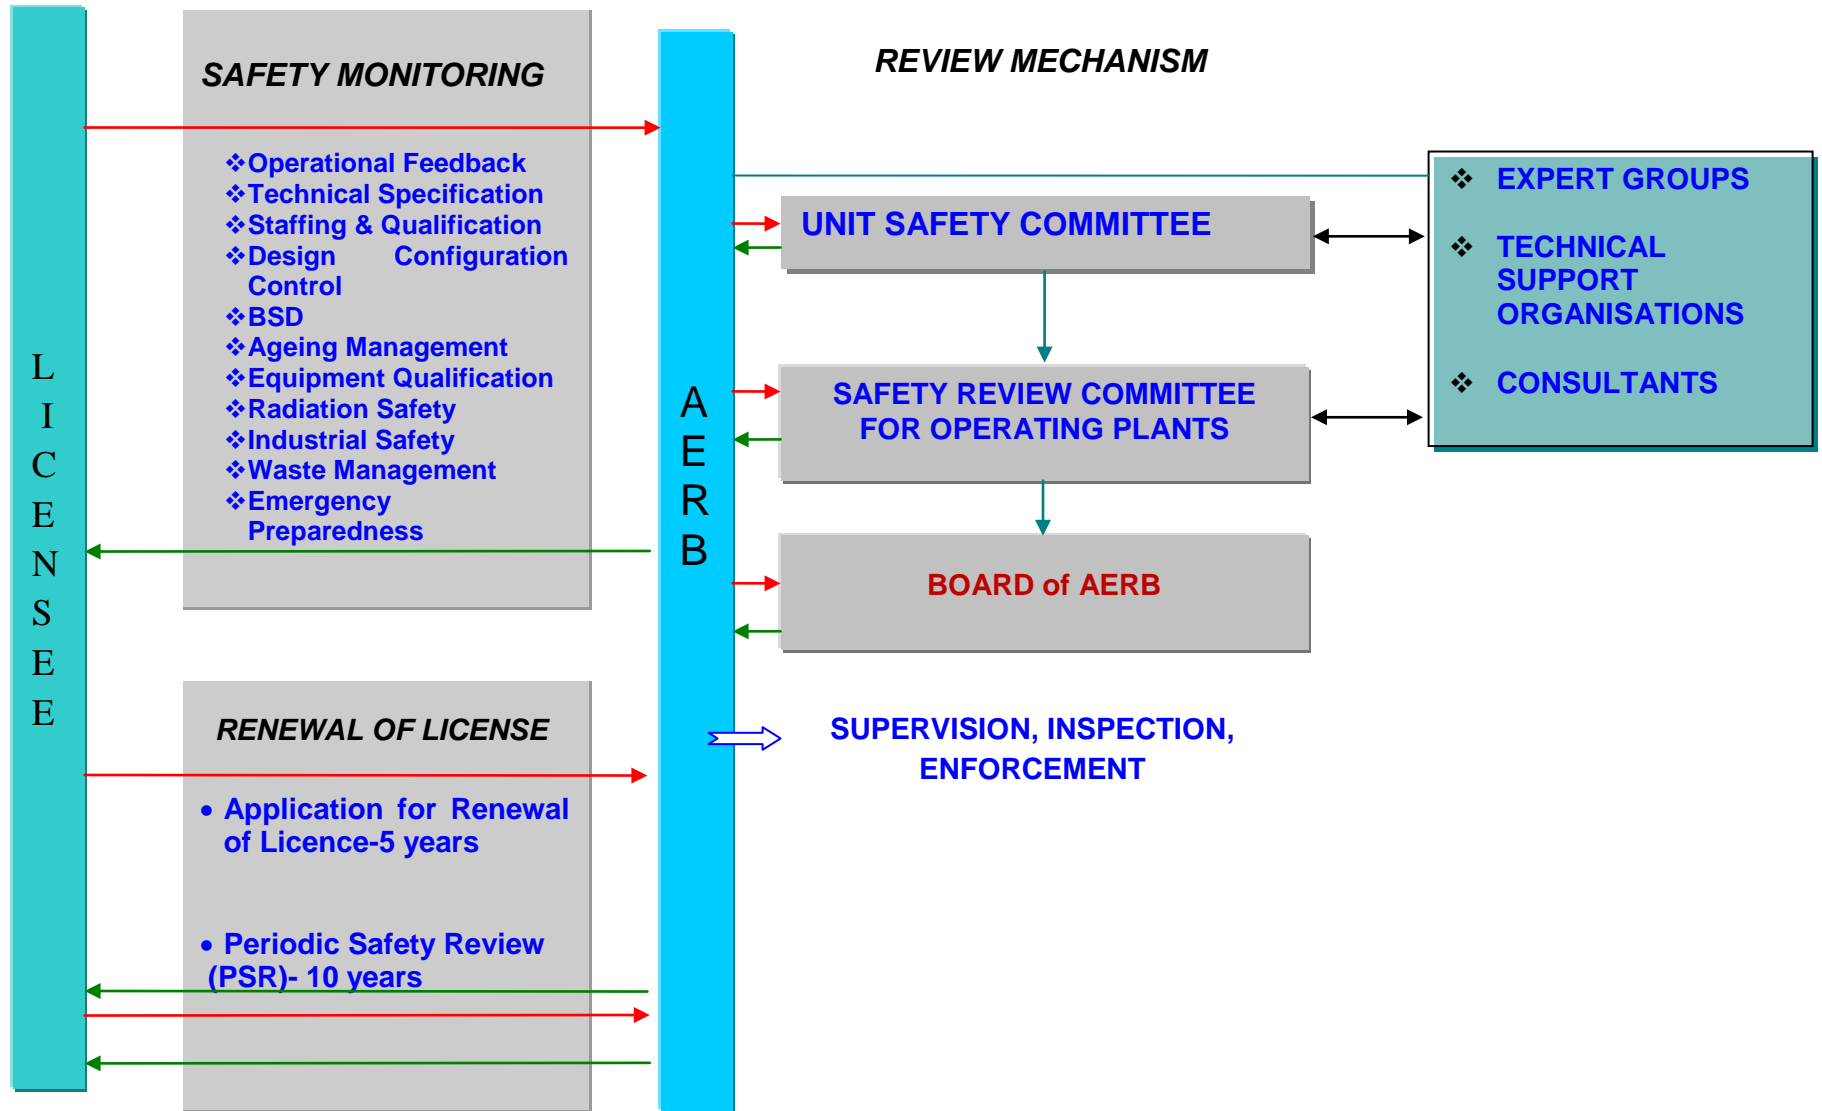 LICENSEE
SAFETY MONITORING
❖Operational Feedback
❖Technical Specification
❖Staffing & Qualification
❖Design Configuration
Control
❖BSD
❖Ageing Management
❖Equipment Qualification
❖Radiation Safety
❖Industrial Safety
❖Waste Management
❖Emergency
Preparedness
RENEWAL OF LICENSE
• Application for Renewal
of Licence-5 years
• Periodic Safety Review
(PSR)- 10 years
AERB
REVIEW MECHANISM
UNIT SAFETY COMMITTEE
SAFETY REVIEW COMMITTEE
FOR OPERATING PLANTS
BOARD of AERB
SUPERVISION, INSPECTION,
ENFORCEMENT
❖ EXPERT GROUPS
❖ TECHNICAL
SUPPORT
ORGANISATIONS
❖ CONSULTANTS